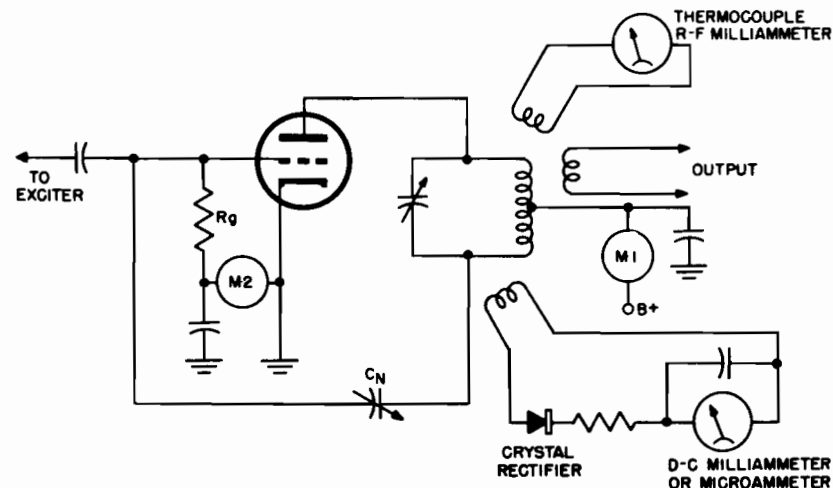 THERMOCOUPLE
R-F MILLIAMMETER
TO
EXCITER
Rg
M2
OUTPUT
M1
B+
CN
CRYSTAL
RECTIFIER
D-C MILLIAMMETER
OR MICROAMMETER